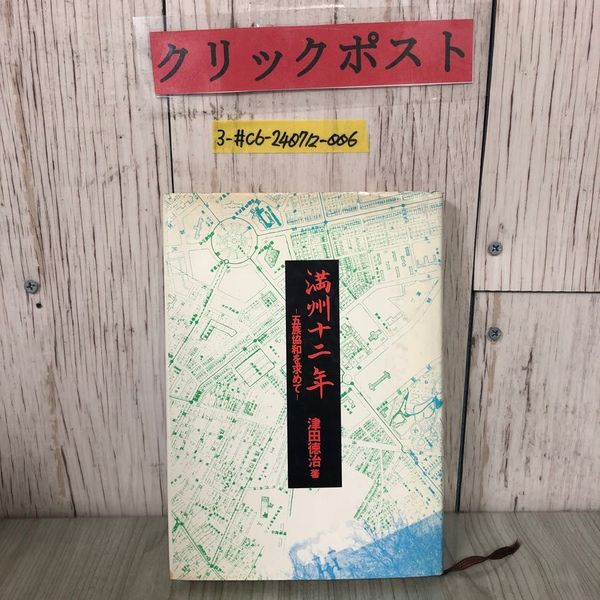 クリックポスト
3-#C6-240712-006
満州十二年
-五族協和を求めて-
津田徳治 著